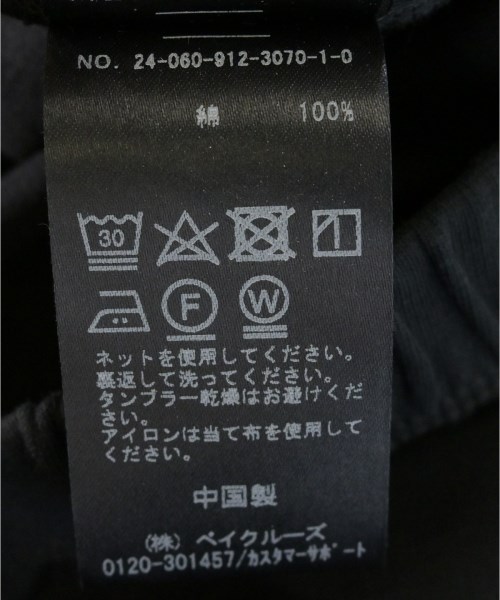 NO. 24-060-912-3070-1-0
綿 100%
30
F W
ネットを使用してください。
裏返して洗ってください。
タンブラー乾燥はお避けくだ
さい。
アイロンは当て布を使用して
ください。
中国製
(株) ベイクルーズ
0120-301457/カスタマーサポート